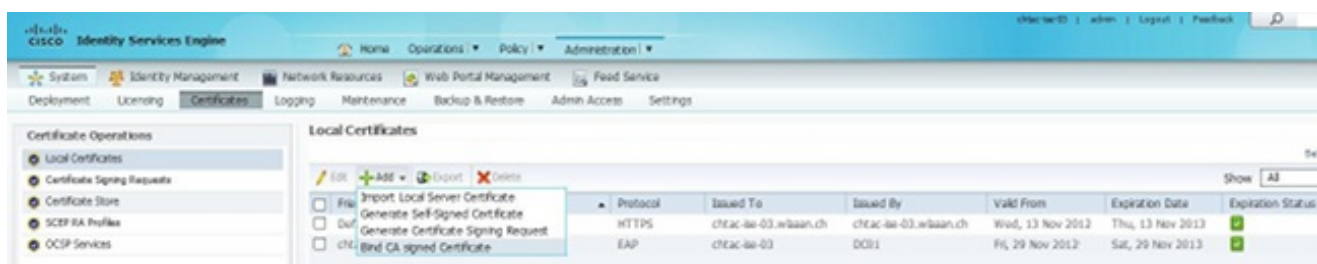 chtac-ise-03 | admin | Logout | Feedback
CISCO Identity Services Engine
Home Operations Policy Administration
System Identity Management Network Resources Web Portal Management Feed Service
Deployment Licensing Certificates Logging Maintenance Backup & Restore Admin Access Settings
Certificate Operations
Local Certificates
Certificate Signing Requests
Certificate Store
SCEP RA Profiles
OCSP Services
Local Certificates
Edit Add Export Delete
Show All
Protocol Issued To Issued By Valid From Expiration Date Expiration Status
Import Local Server Certificate
Generate Self-Signed Certificate
Generate Certificate Signing Request
Bind CA signed Certificate
HTTPS chtac-ise-03.wbaan.ch chtac-ise-03.wbaan.ch Wed, 13 Nov 2012 Thu, 13 Nov 2013
EAP chtac-ise-03 DC01 Fri, 29 Nov 2012 Sat, 29 Nov 2013